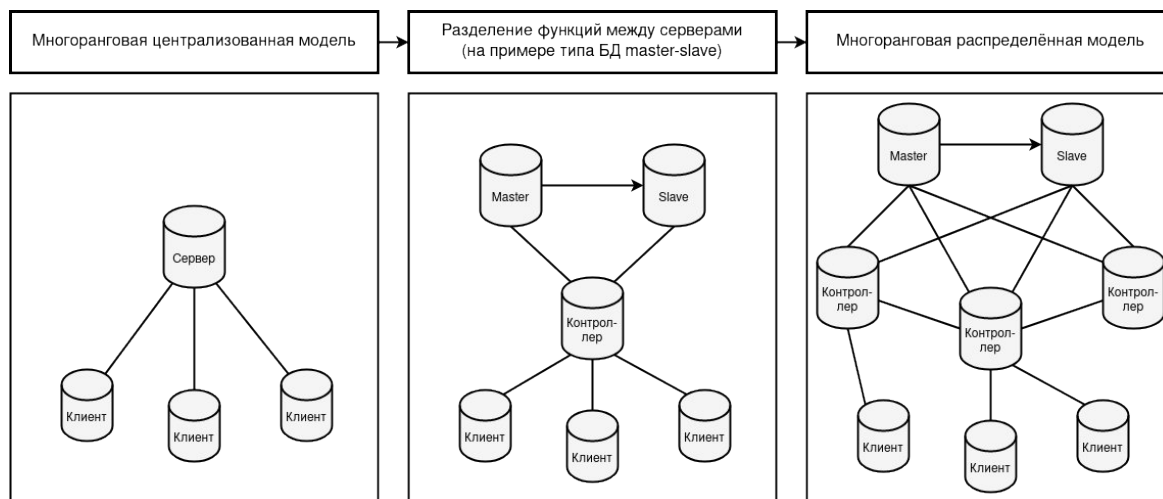 Многоранговая централизованная модель
Разделение функций между серверами
(на примере типа БД master-slave)
Многоранговая распределённая модель
Сервер
Клиент
Клиент
Клиент
Master
Slave
Контрол-
лер
Клиент
Клиент
Клиент
Master
Slave
Контрол-
лер
Контрол-
лер
Контрол-
лер
Клиент
Клиент
Клиент